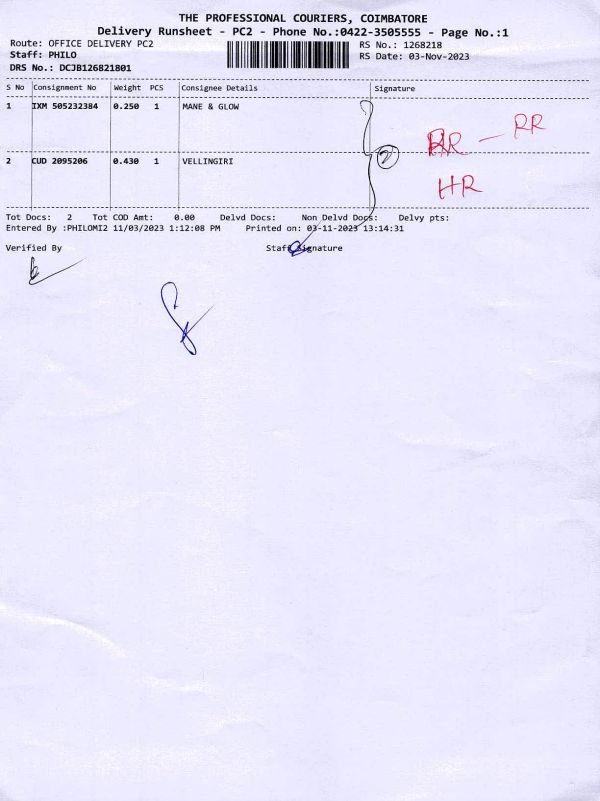 THE PROFESSIONAL COURIERS, COIMBATORE
Delivery Runsheet - PC2 - Phone No.:0422-3505555 - Page No.:1
Route: OFFICE DELIVERY PC2 RS No.: 1268218
Staff: PHILO RS Date: 03-Nov-2023
DRS No.: DCJB126821801
S No Consignment No Weight PCS Consignee Details Signature
1 IXM 505232384 0.250 1 MANE & GLOW
RR - RR
2 CUD 2095206 0.430 1 VELLINGIRI
2
HR
Tot Docs: 2 Tot COD Amt: 0.00 Delvd Docs: Non Delvd Docs: Delvy pts:
Entered By :PHILOMI2 11/03/2023 1:12:08 PM Printed on: 03-11-2023 13:14:31
Verified By Staff Signature